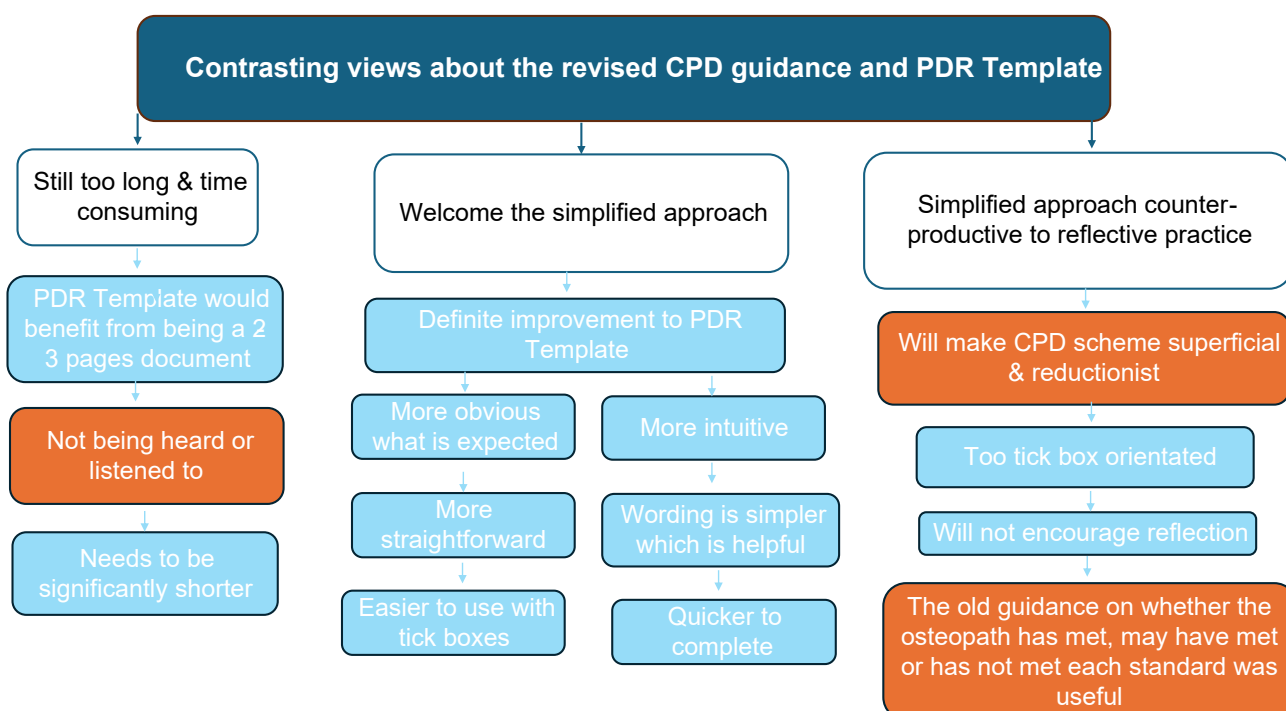 Contrasting views about the revised CPD guidance and PDR Template
Still too long & time
consuming
PDR Template would
benefit from being a 2
3 pages document
Not being heard or
listened to
Needs to be
significantly shorter
Welcome the simplified approach
Definite improvement to PDR
Template
More obvious
what is expected
More
straightforward
Easier to use with
tick boxes
More intuitive
Wording is simpler
which is helpful
Quicker to
complete
Simplified approach counter-
productive to reflective practice
Will make CPD scheme superficial
& reductionist
Too tick box orientated
Will not encourage reflection
The old guidance on whether the
osteopath has met, may have met
or has not met each standard was
useful